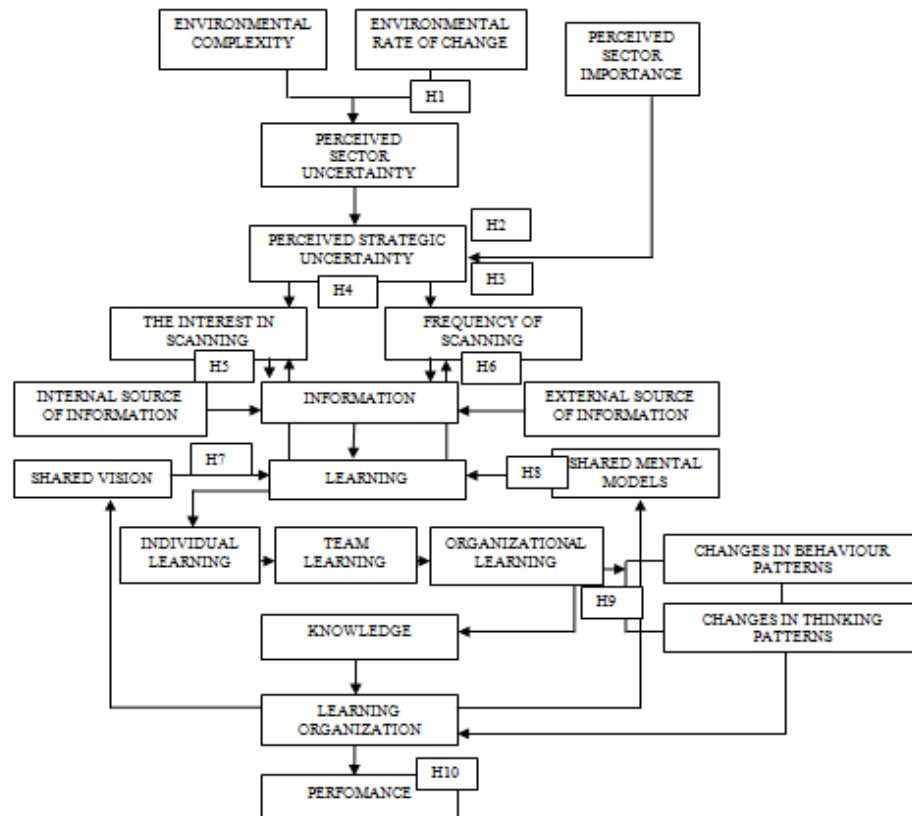 ENVIRONMENTAL
COMPLEXITY
ENVIRONMENTAL
RATE OF CHANGE
PERCEIVED
SECTOR
IMPORTANCE
H1
PERCEIVED
SECTOR
UNCERTAINTY
PERCEIVED STRATEGIC
UNCERTAINTY
H2
H3
H4
THE INTEREST IN
SCANNING
FREQUENCY OF
SCANNING
H5
H6
INTERNAL SOURCE
OF INFORMATION
INFORMATION
EXTERNAL SOURCE
OF INFORMATION
SHARED VISION
H7
LEARNING
H8
SHARED MENTAL
MODELS
INDIVIDUAL
LEARNING
TEAM
LEARNING
ORGANIZATIONAL
LEARNING
CHANGES IN BEHAVIOUR
PATTERNS
H9
CHANGES IN THINKING
PATTERNS
KNOWLEDGE
LEARNING
ORGANIZATION
H10
PERFOMANCE